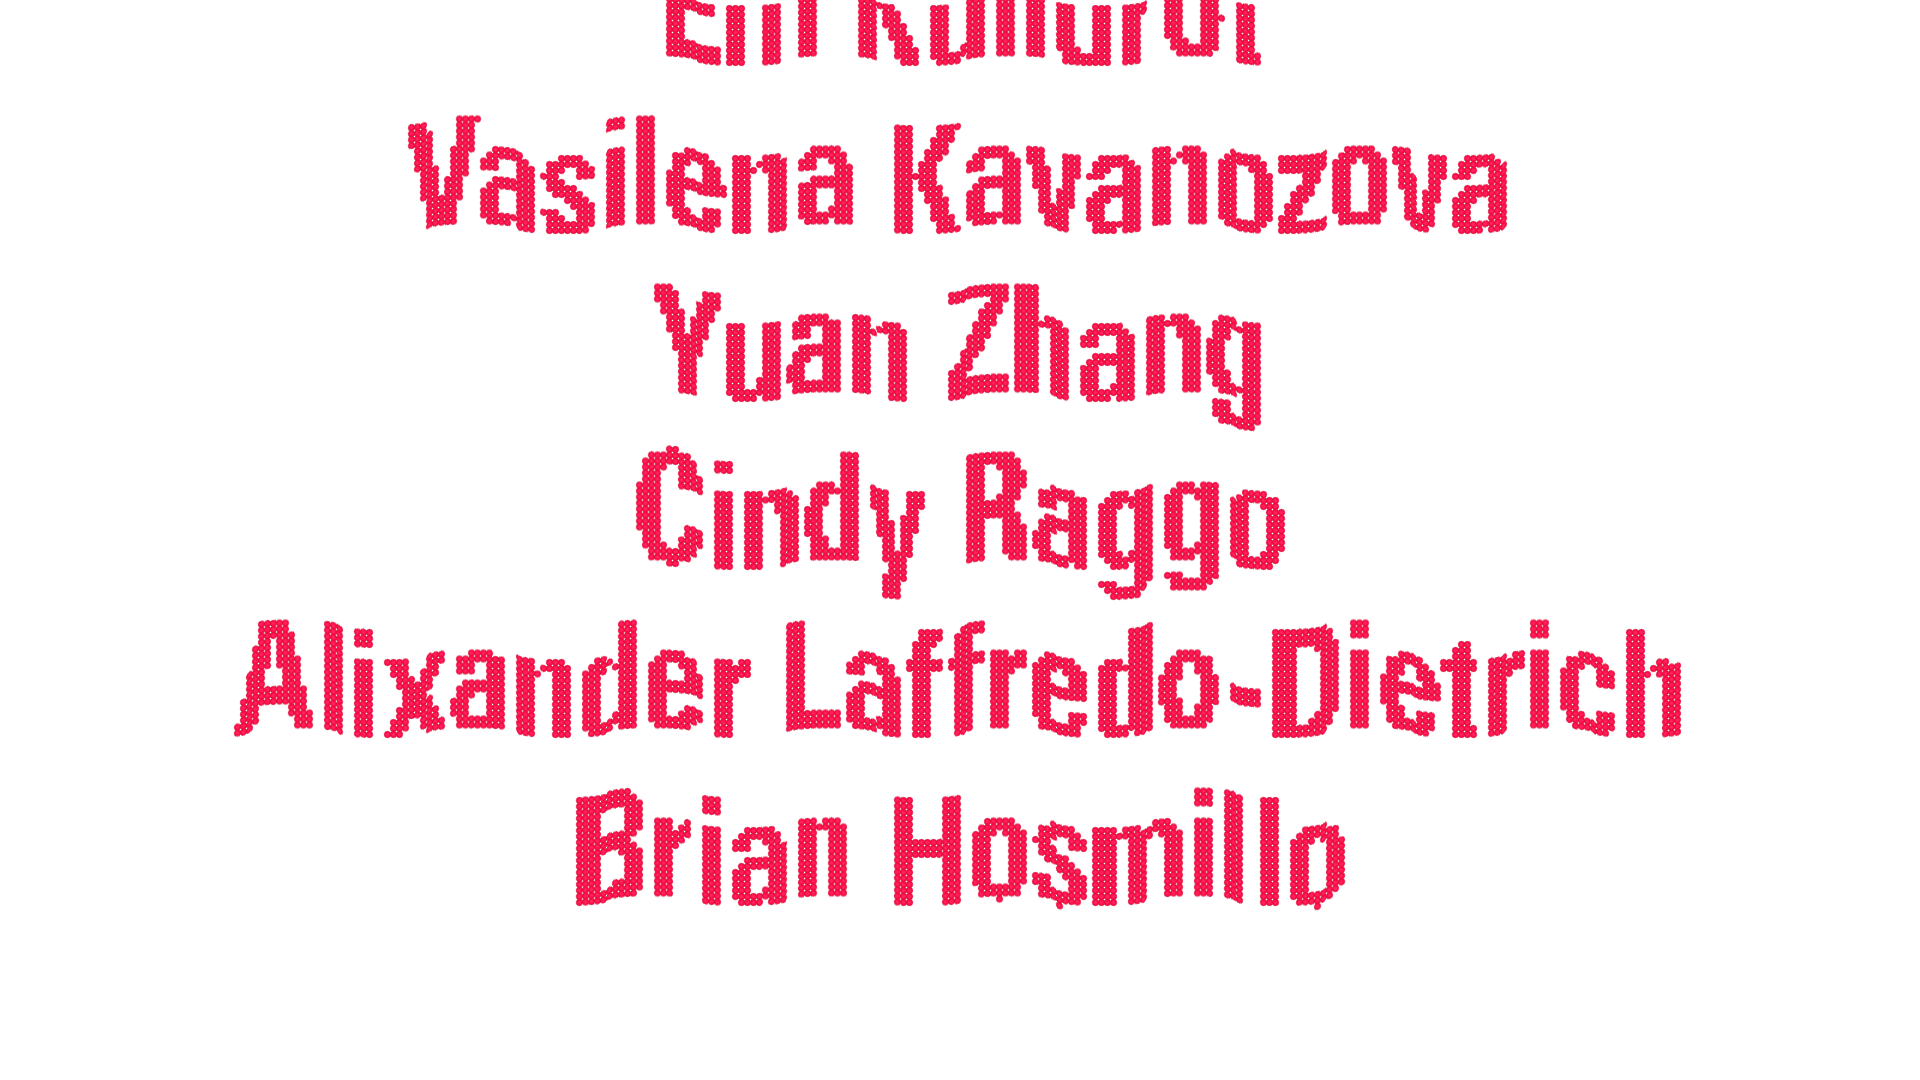 Vasilena Kavanozova
Yuan Zhang
Cindy Raggo
Alixander Laffredo-Dietrich
Brian Hosmillo